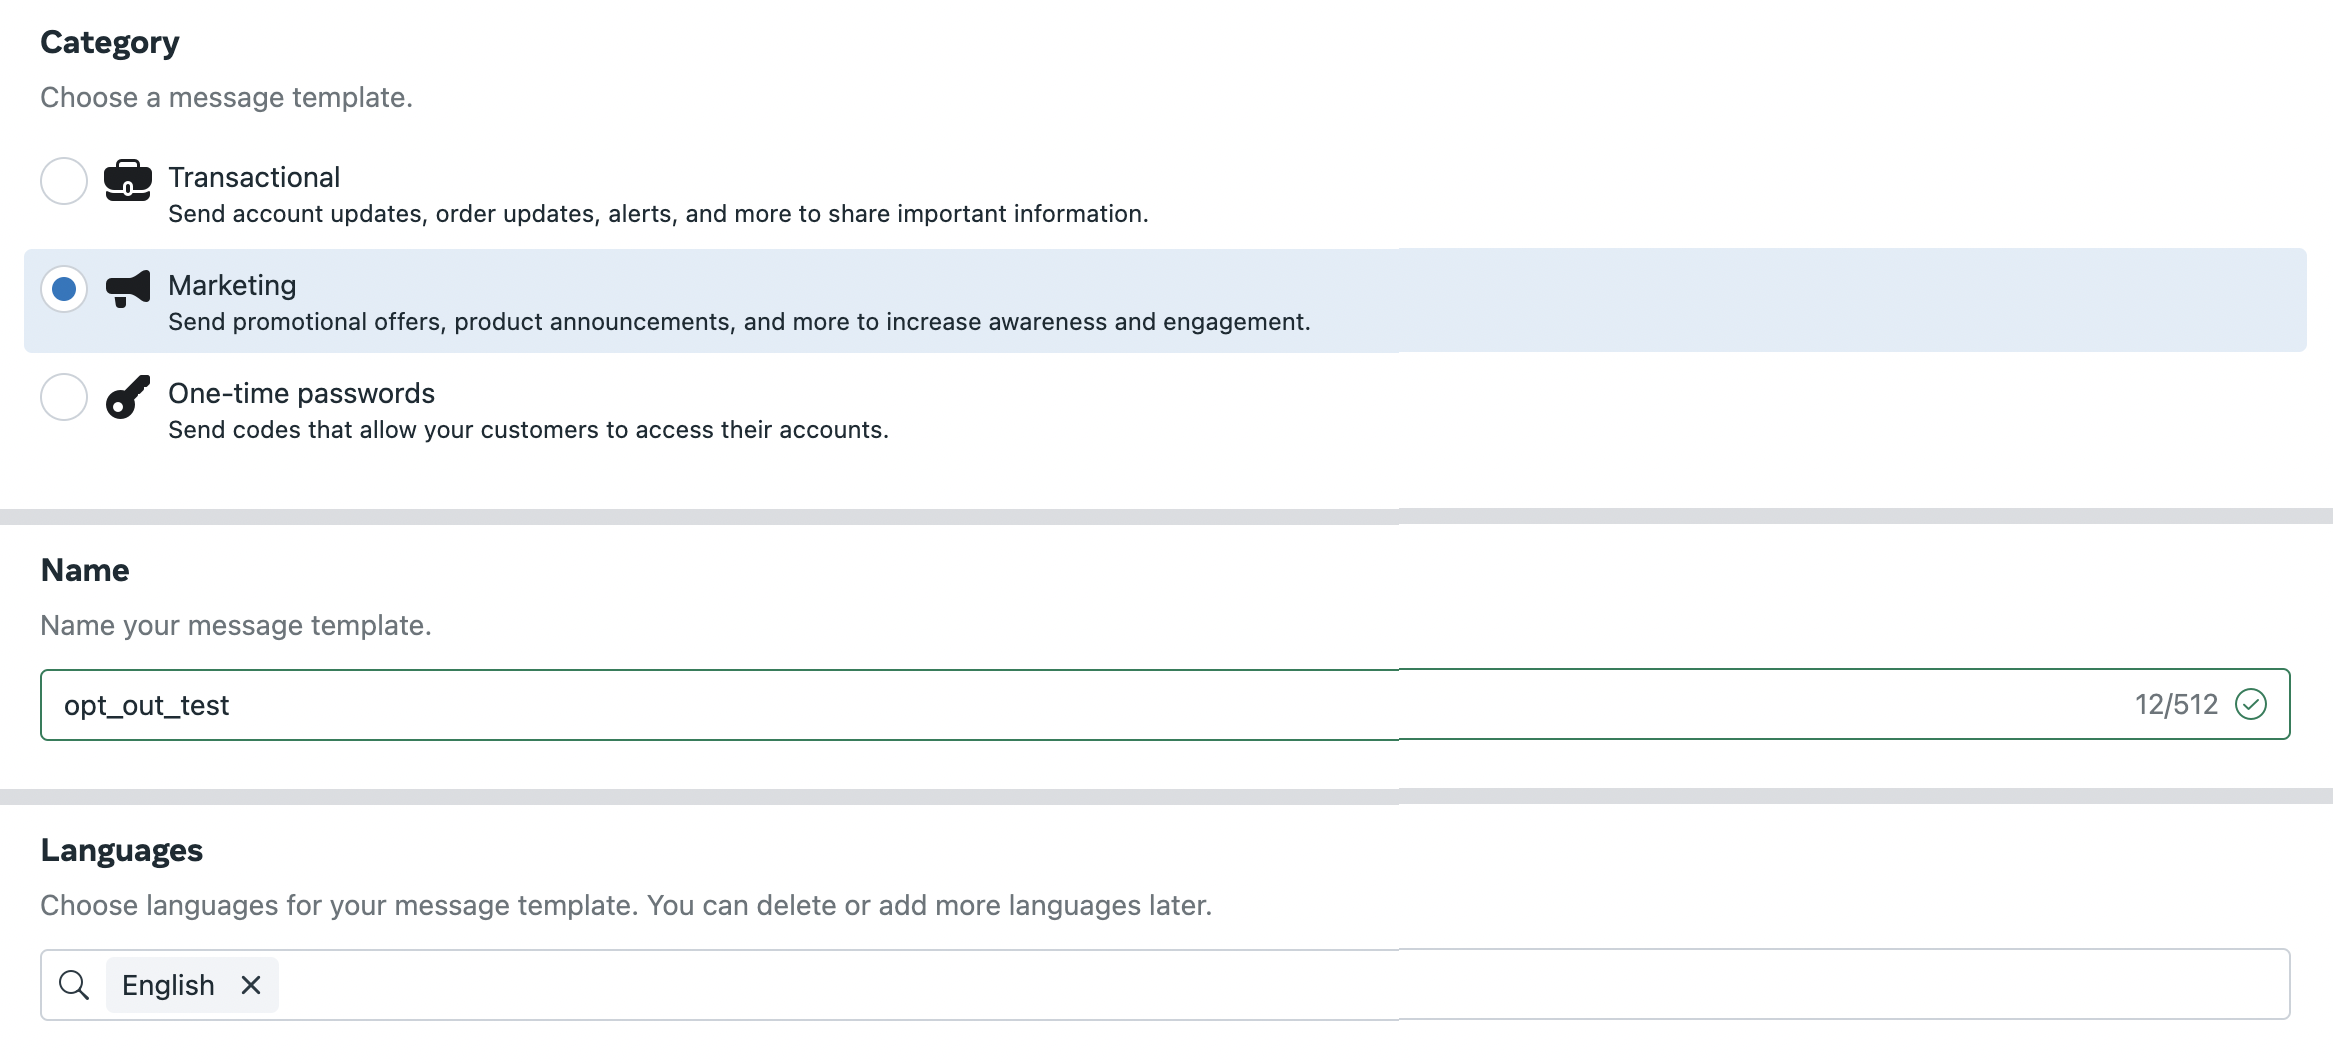 Category
Choose a message template.
Transactional
Send account updates, order updates, alerts, and more to share important information.
Marketing
Send promotional offers, product announcements, and more to increase awareness and engagement.
One-time passwords
Send codes that allow your customers to access their accounts.
Name
Name your message template.
opt_out_test 12/512
Languages
Choose languages for your message template. You can delete or add more languages later.
English